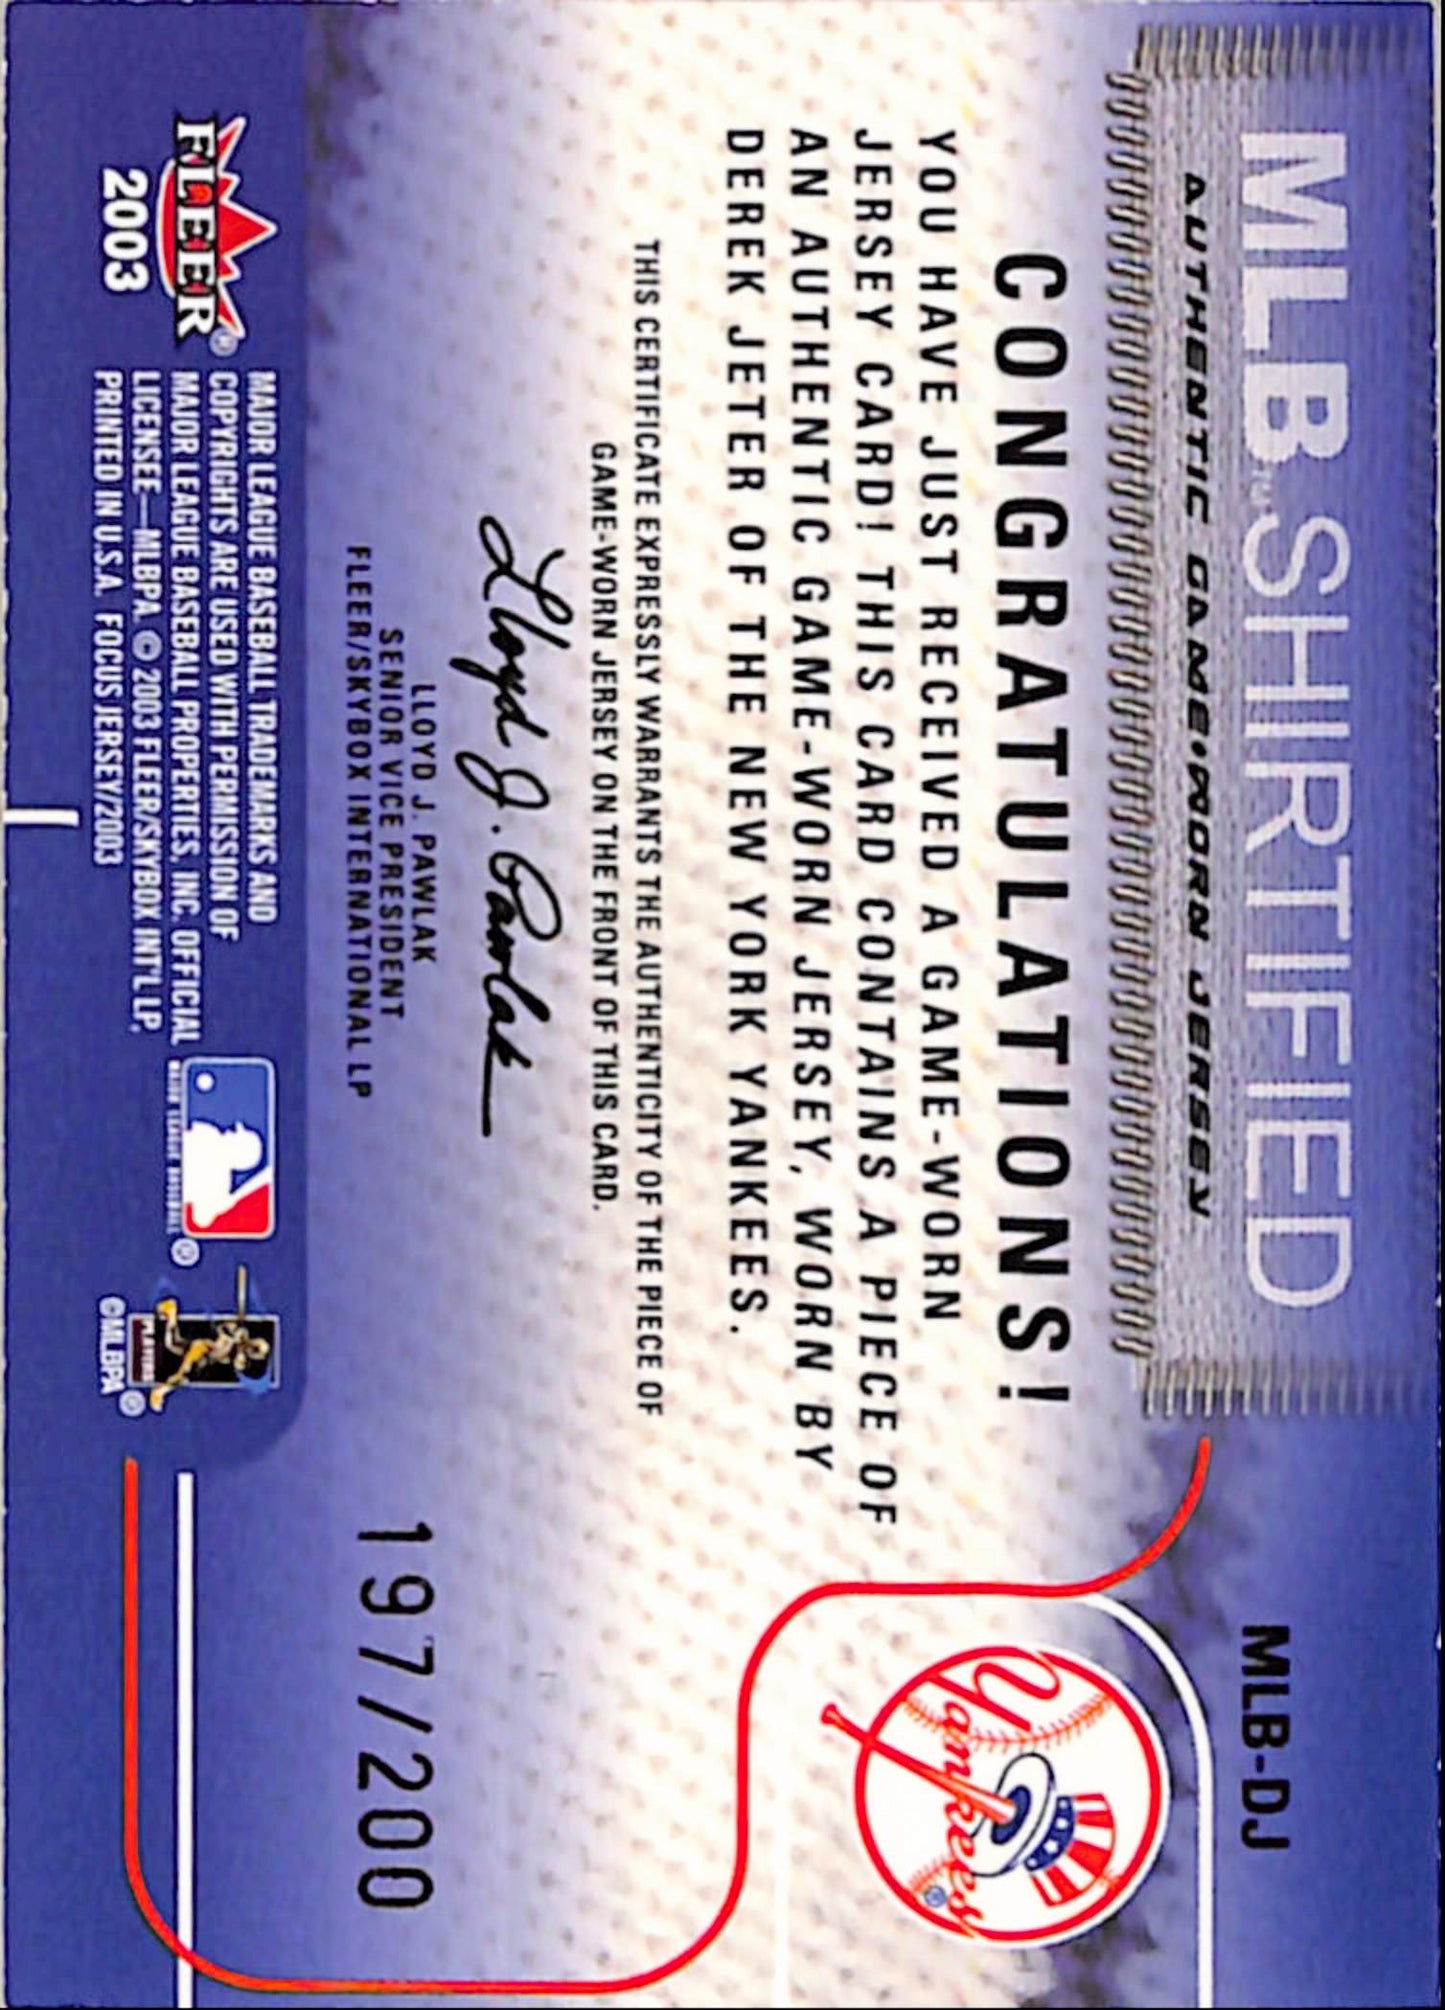 MLB™SHIRTIFIED
AUTHENTIC GAME-WORN JERSEY
MLB-DJ
CONGRATULATIONS!
YOU HAVE JUST RECEIVED A GAME-WORN
JERSEY CARD! THIS CARD CONTAINS A PIECE OF
AN AUTHENTIC GAME-WORN JERSEY, WORN BY
DEREK JETER OF THE NEW YORK YANKEES.
Yankees®
THIS CERTIFICATE EXPRESSLY WARRANTS THE AUTHENTICITY OF THE PIECE OF
GAME-WORN JERSEY ON THE FRONT OF THIS CARD.
Lloyd J. Pawlak
LLOYD J. PAWLAK
SENIOR VICE PRESIDENT
FLEER/SKYBOX INTERNATIONAL LP
197/200
FLEER®
2003
MAJOR LEAGUE BASEBALL TRADEMARKS AND
COPYRIGHTS ARE USED WITH PERMISSION OF
MAJOR LEAGUE BASEBALL PROPERTIES, INC. OFFICIAL
LICENSEE—MLBPA © 2003 FLEER/SKYBOX INT'L LP.
PRINTED IN U.S.A. FOCUS JERSEY/2003
MAJOR LEAGUE BASEBALL®
PLAYERS
©MLBPA®